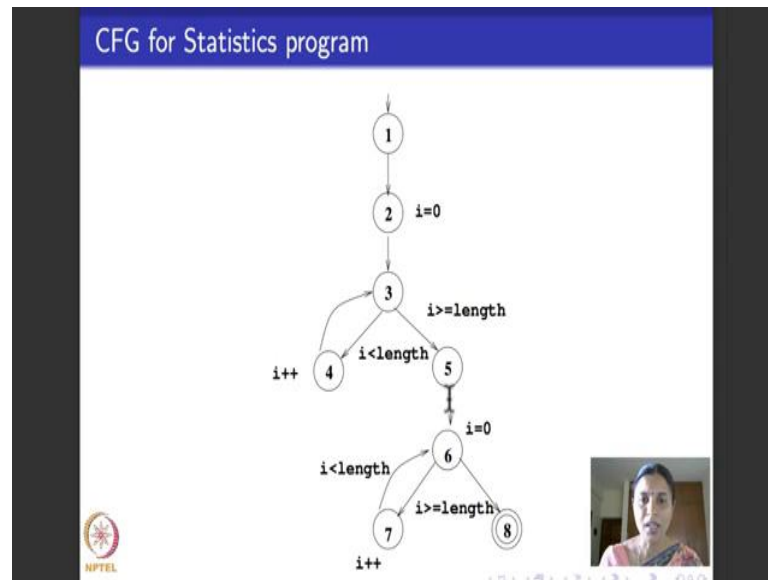 CFG for Statistics program
1
2
i=0
3
i>=length
i<length
4
i++
5
i=0
6
i<length
i>=length
7
8
i++
NPTEL